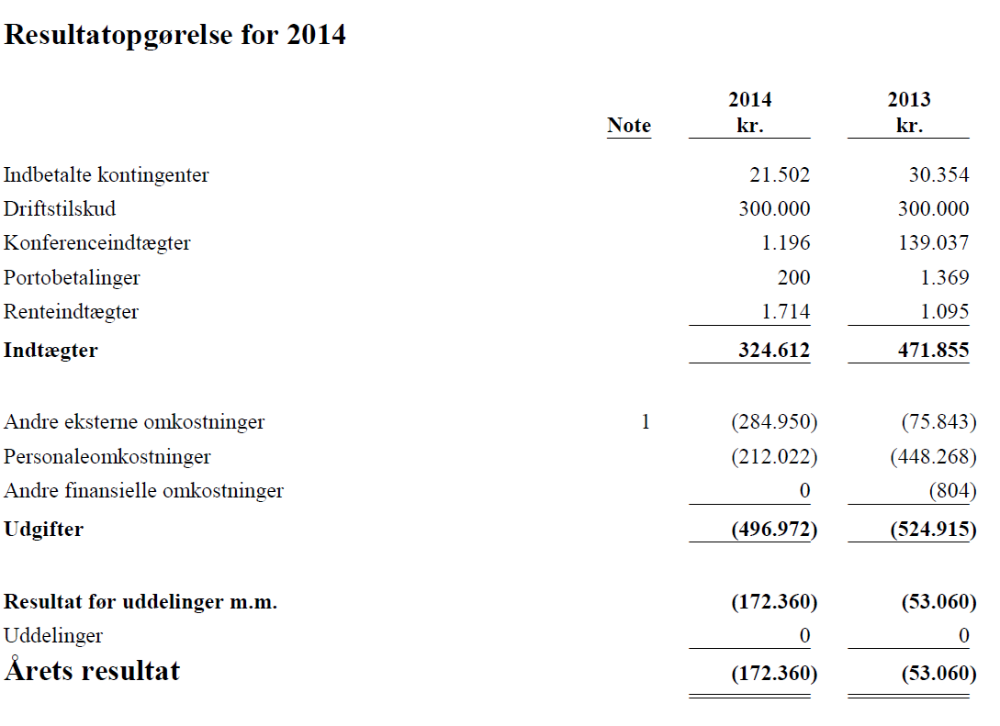 Resultatopgørelse for 2014
2014 2013
Note kr. kr.
Indbetalte kontingenter 21.502 30.354
Driftstilskud 300.000 300.000
Konferenceindtægter 1.196 139.037
Portobetalinger 200 1.369
Renteindtægter 1.714 1.095
Indtægter 324.612 471.855
Andre eksterne omkostninger 1 (284.950) (75.843)
Personaleomkostninger (212.022) (448.268)
Andre finansielle omkostninger 0 (804)
Udgifter (496.972) (524.915)
Resultat før uddelinger m.m. (172.360) (53.060)
Uddelinger 0 0
Årets resultat (172.360) (53.060)